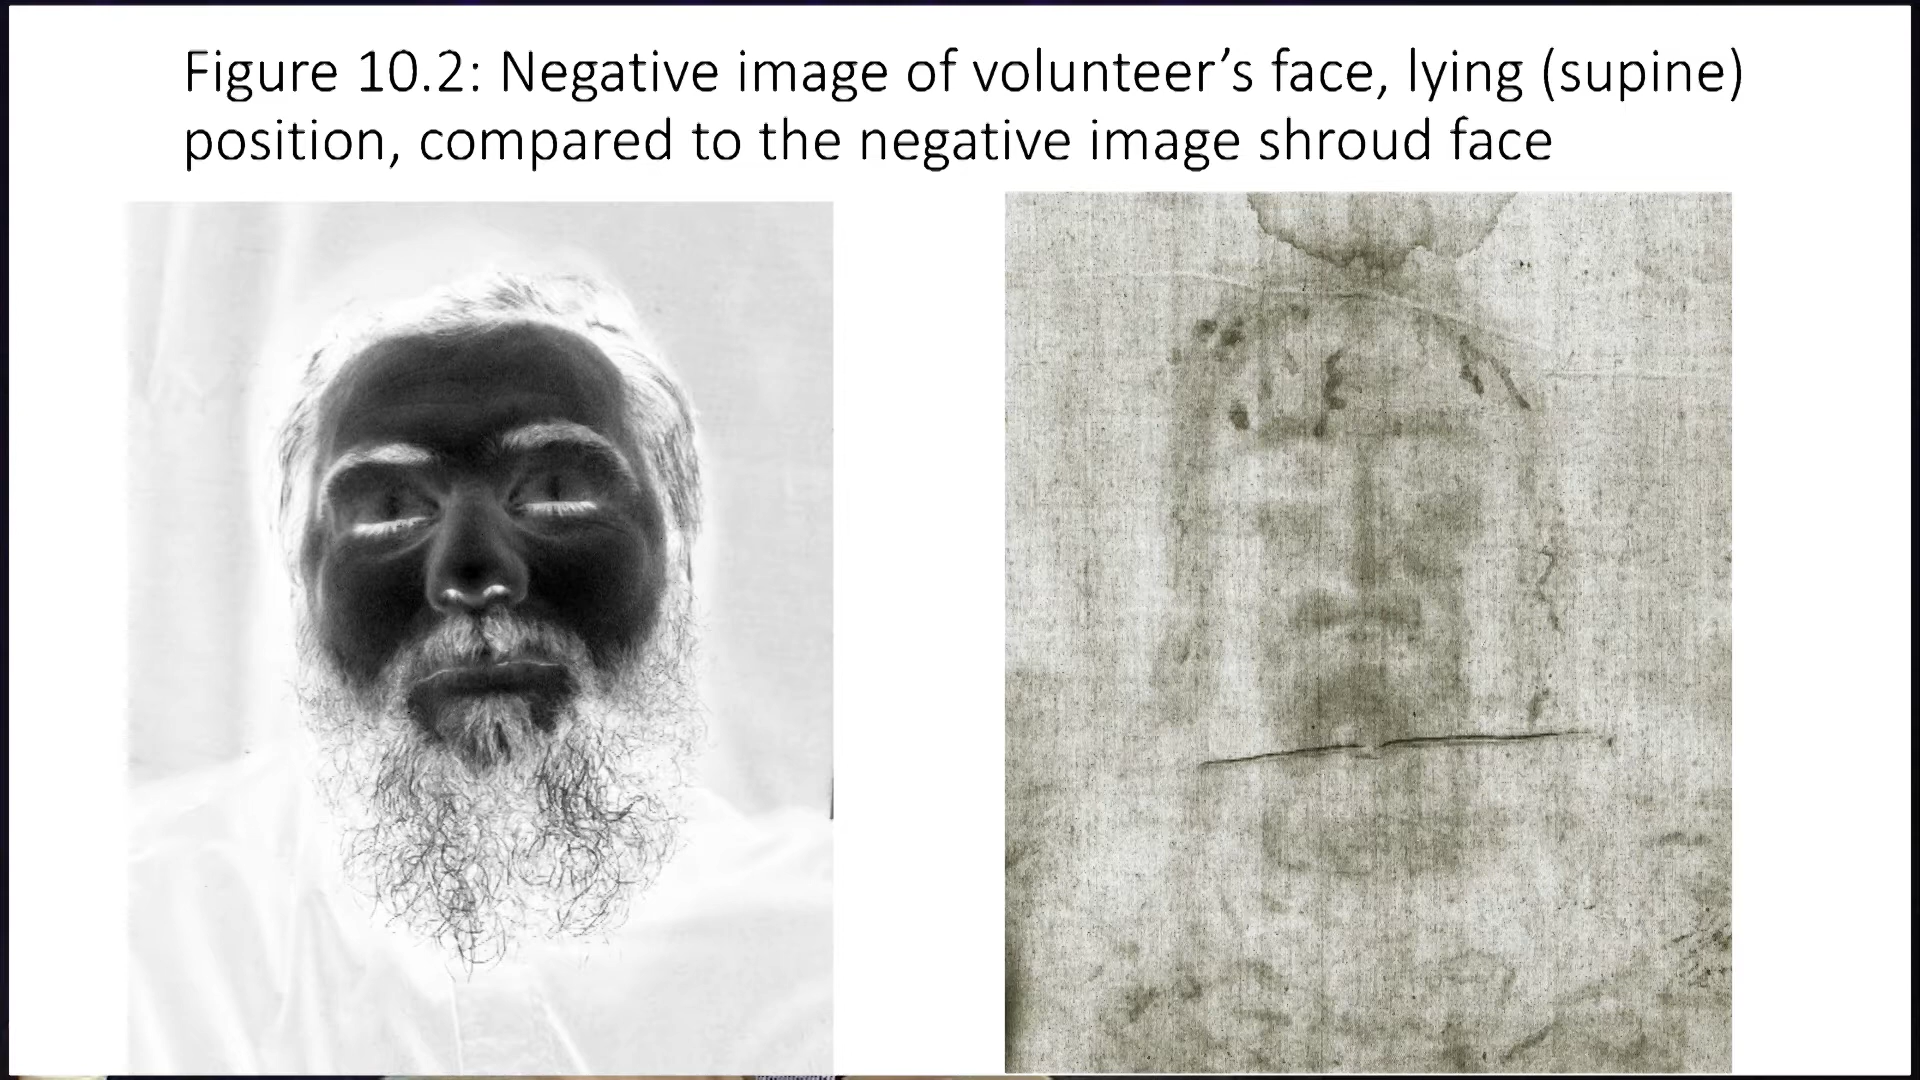 Figure 10.2: Negative image of volunteer’s face, lying (supine)
position, compared to the negative image shroud face